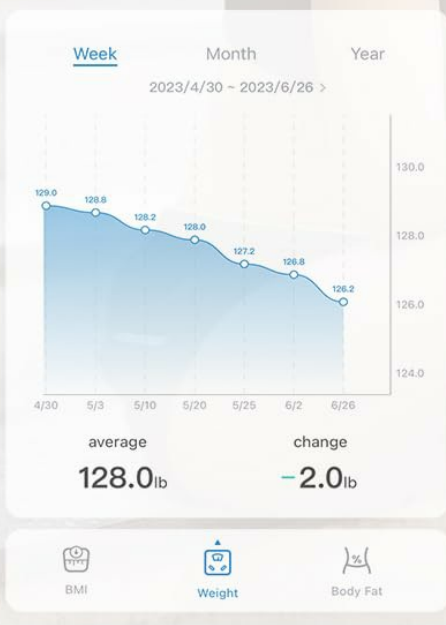 Week Month Year
2023/4/30 ~ 2023/6/26 >
129.0
128.8
128.2
128.0
127.2
126.8
126.2
130.0
128.0
126.0
124.0
4/30 5/3 5/10 5/20 5/25 6/2 6/26
average change
128.0lb -2.0lb
%
BMI Weight Body Fat